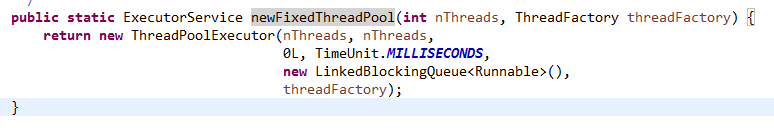 public static ExecutorService newFixedThreadPool(int nThreads, ThreadFactory threadFactory) {
    return new ThreadPoolExecutor(nThreads, nThreads,
                                  0L, TimeUnit.MILLISECONDS,
                                  new LinkedBlockingQueue<Runnable>(),
                                  threadFactory);
}